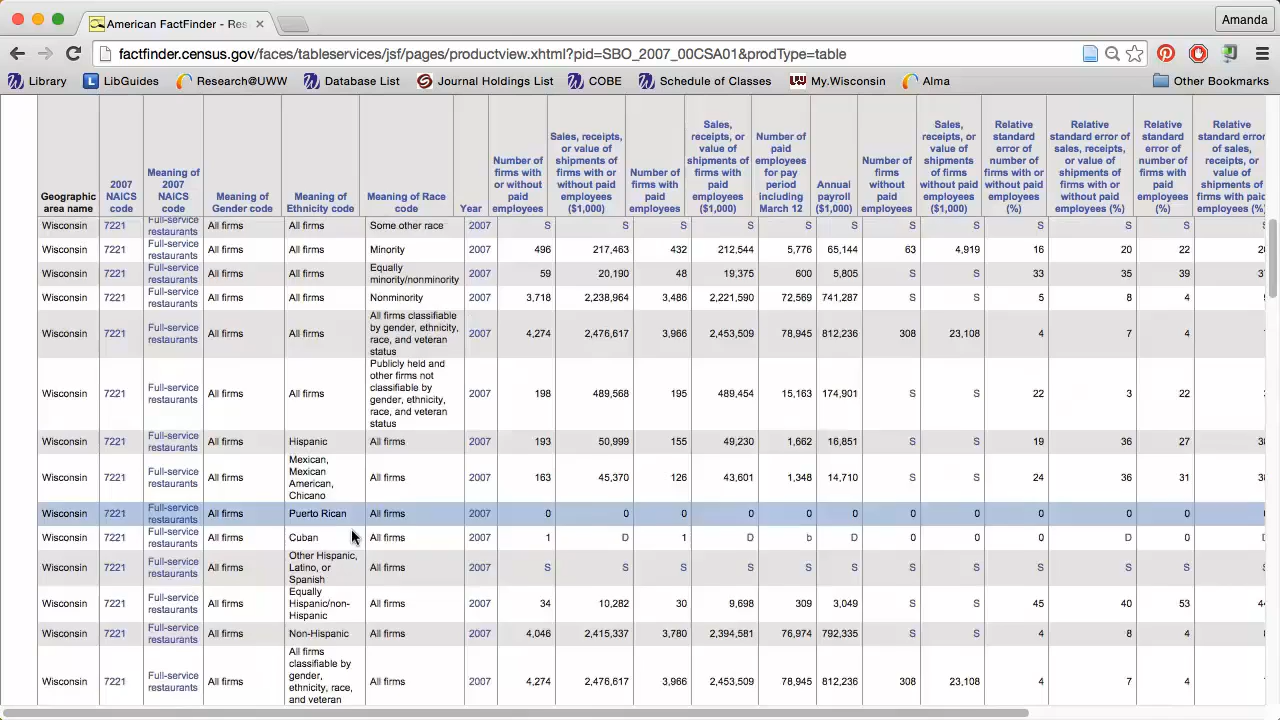 American FactFinder - Res
Amanda
factfinder.census.gov/faces/tableservices/jsf/pages/productview.xhtml?pid=SBO_2007_00CSA01&prodType=table
Library LibGuides Research@UWW Database List Journal Holdings List COBE Schedule of Classes My.Wisconsin Alma Other Bookmarks
Geographic area name | 2007 NAICS code | Meaning of 2007 NAICS code | Meaning of Gender code | Meaning of Ethnicity code | Meaning of Race code | Year | Number of firms with or without paid employees | Sales, receipts, or value of shipments of firms with or without paid employees ($1,000) | Number of firms with paid employees | Sales, receipts, or value of shipments of firms with paid employees ($1,000) | Number of paid employees for pay period including March 12 | Annual payroll ($1,000) | Number of firms without paid employees | Sales, receipts, or value of shipments of firms without paid employees ($1,000) | Relative standard error of number of firms with or without paid employees (%) | Relative standard error of sales, receipts, or value of shipments of firms with or without paid employees (%) | Relative standard error of number of firms with paid employees (%) | Relative standard error of sales, receipts, or value of shipments of firms with paid employees (%)
Wisconsin 7221 Full-service restaurants All firms All firms Some other race 2007 S S S S S S S S S S S
Wisconsin 7221 Full-service restaurants All firms All firms Minority 2007 496 217,463 432 212,544 5,776 65,144 63 4,919 16 20 22
Wisconsin 7221 Full-service restaurants All firms All firms Equally minority/nonminority 2007 59 20,190 48 19,375 600 5,805 S S 33 35 39
Wisconsin 7221 Full-service restaurants All firms All firms Nonminority 2007 3,718 2,238,964 3,486 2,221,590 72,569 741,287 S S 5 8 4
Wisconsin 7221 Full-service restaurants All firms All firms All firms classifiable by gender, ethnicity, race, and veteran status 2007 4,274 2,476,617 3,966 2,453,509 78,945 812,236 308 23,108 4 7 4
Wisconsin 7221 Full-service restaurants All firms All firms Publicly held and other firms not classifiable by gender, ethnicity, race, and veteran status 2007 198 489,568 195 489,454 15,163 174,901 S S 22 3 22
Wisconsin 7221 Full-service restaurants All firms Hispanic All firms 2007 193 50,999 155 49,230 1,662 16,851 S S 19 36 27
Wisconsin 7221 Full-service restaurants All firms Mexican, Mexican American, Chicano All firms 2007 163 45,370 126 43,601 1,348 14,710 S S 24 36 31
Wisconsin 7221 Full-service restaurants All firms Puerto Rican All firms 2007 0 0 0 0 0 0 0 0 0 0 0
Wisconsin 7221 Full-service restaurants All firms Cuban All firms 2007 1 D 1 D b D 0 0 0 D 0
Wisconsin 7221 Full-service restaurants All firms Other Hispanic, Latino, or Spanish All firms 2007 S S S S S S S S S S S
Wisconsin 7221 Full-service restaurants All firms Equally Hispanic/non-Hispanic All firms 2007 34 10,282 30 9,698 309 3,049 S S 45 40 53
Wisconsin 7221 Full-service restaurants All firms Non-Hispanic All firms 2007 4,046 2,415,337 3,780 2,394,581 76,974 792,335 S S 4 8 4
Wisconsin 7221 Full-service restaurants All firms All firms classifiable by gender, ethnicity, race, and veteran All firms 2007 4,274 2,476,617 3,966 2,453,509 78,945 812,236 308 23,108 4 7 4